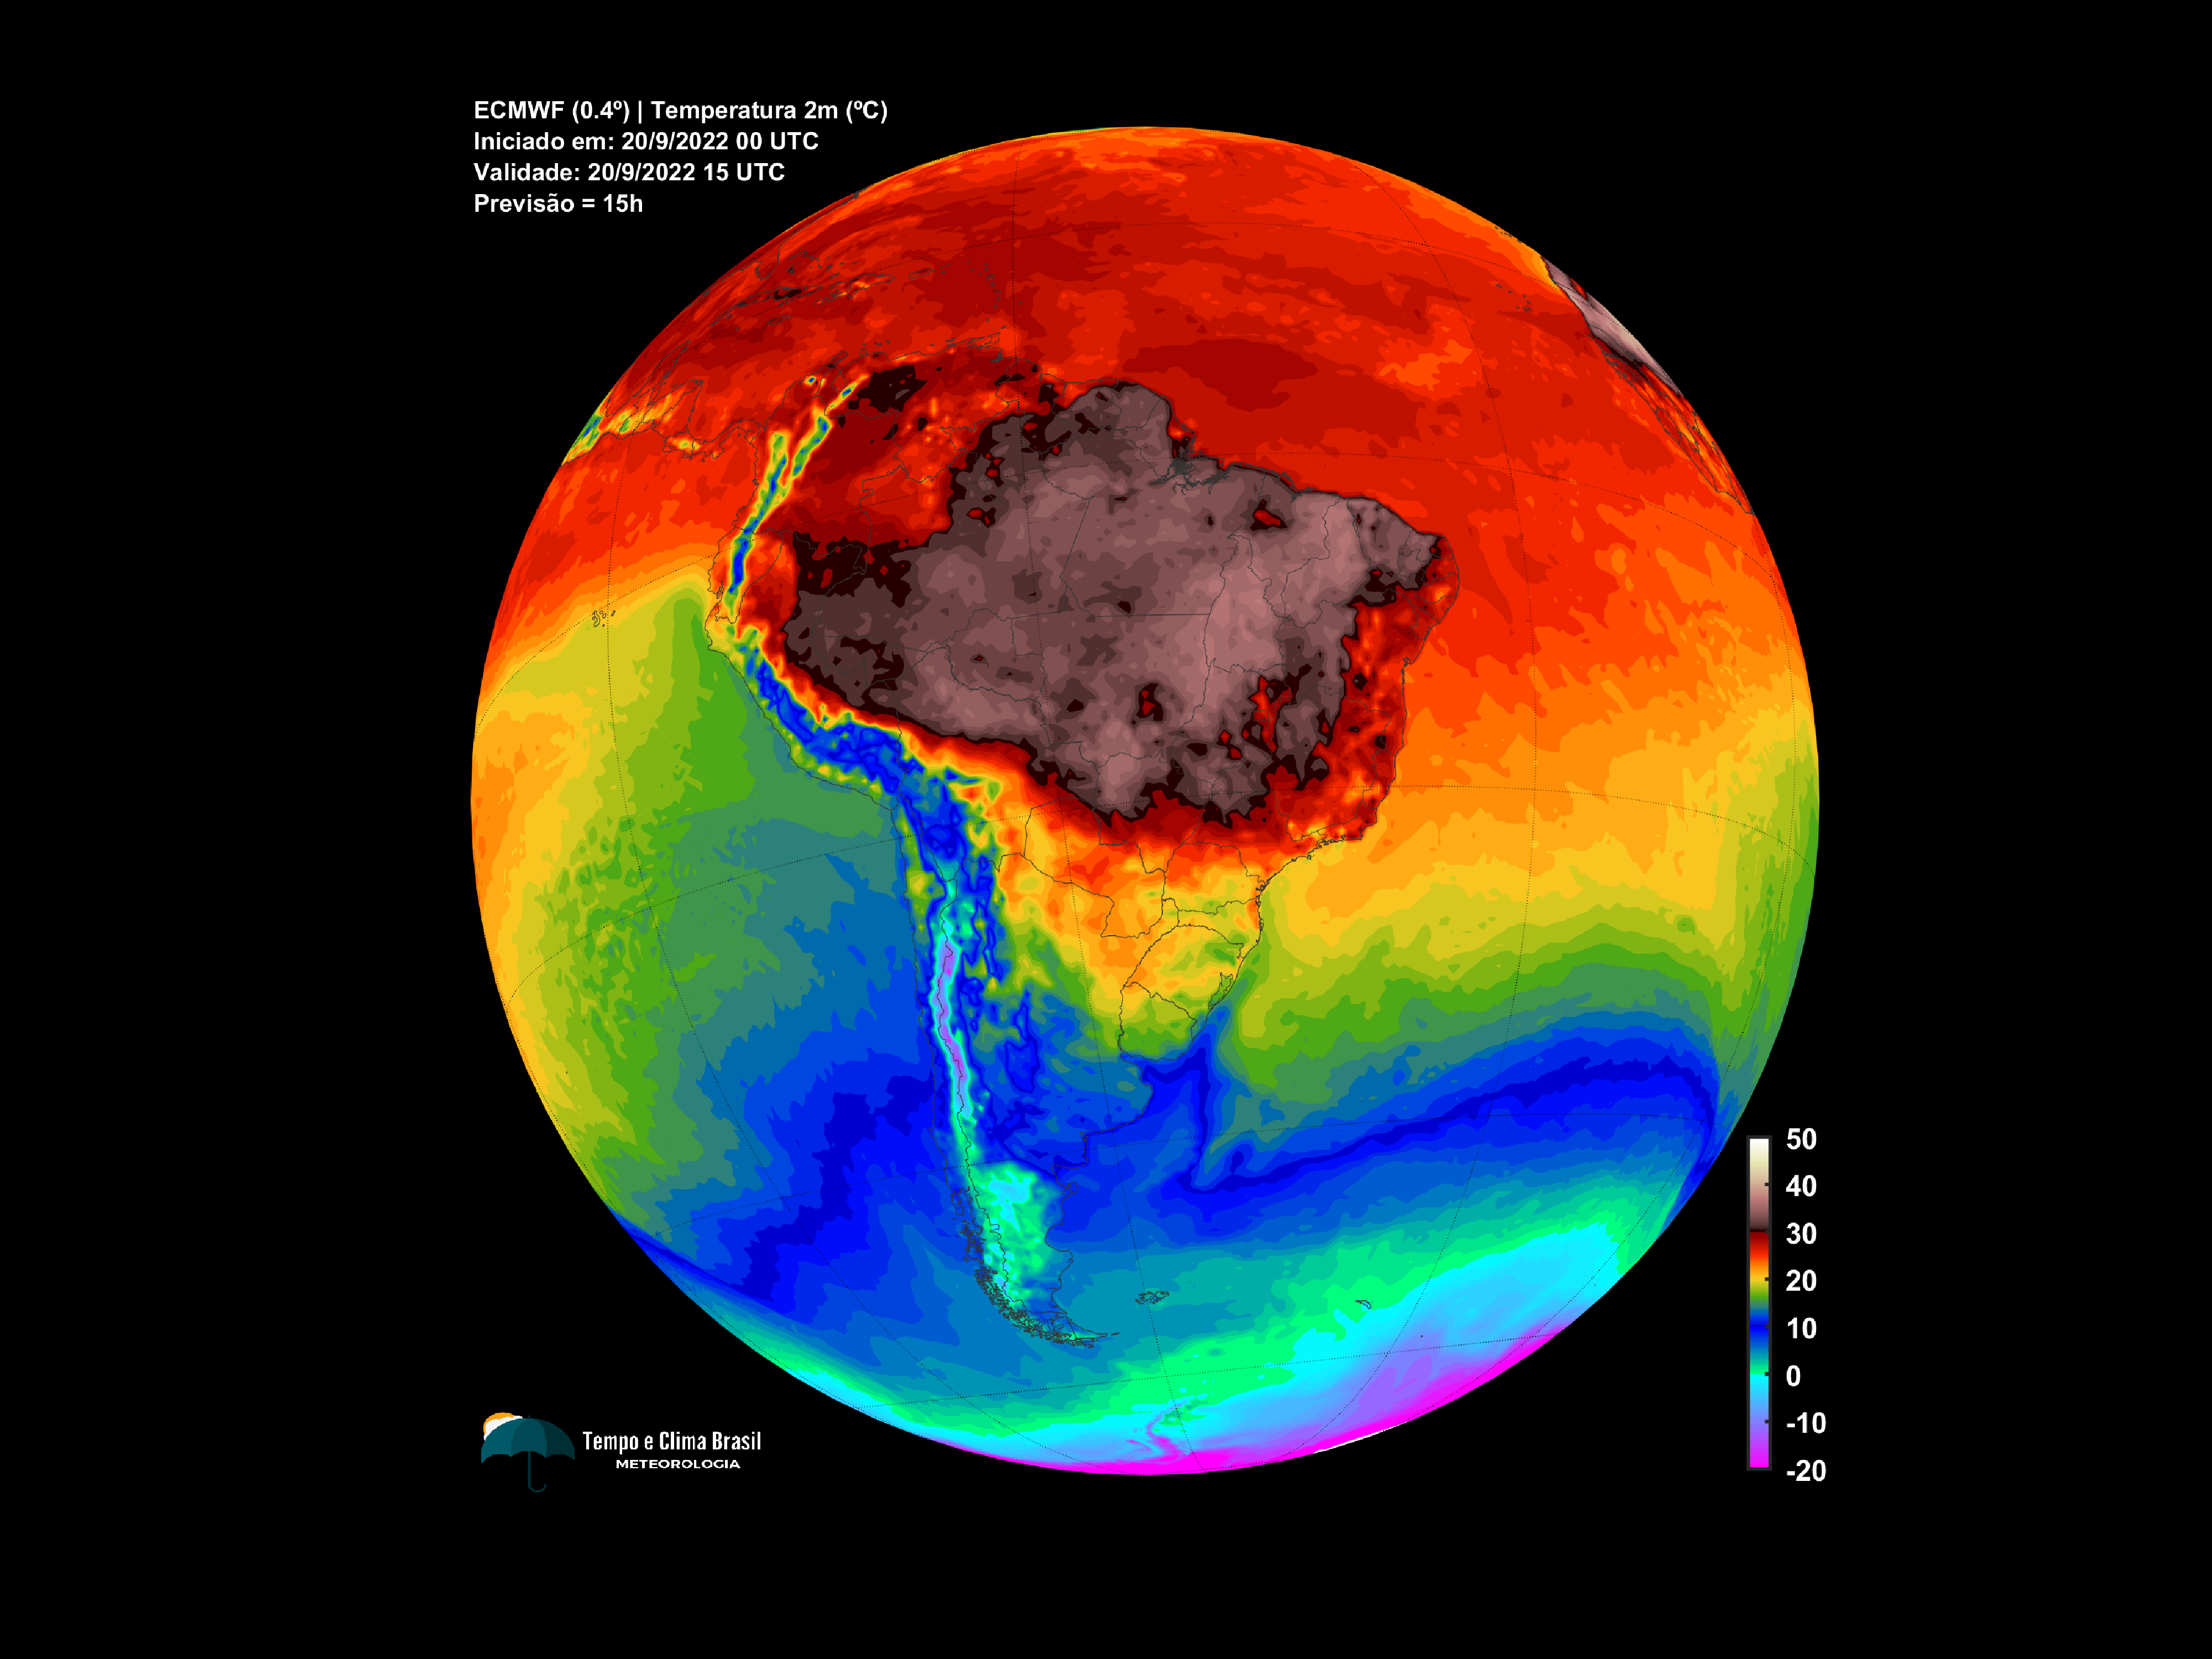 ECMWF (0.4º) | Temperatura 2m (ºC)
Iniciado em: 20/9/2022 00 UTC
Validade: 20/9/2022 15 UTC
Previsão = 15h
50
40
30
20
10
0
-10
-20
Tempo e Clima Brasil
METEOROLOGIA